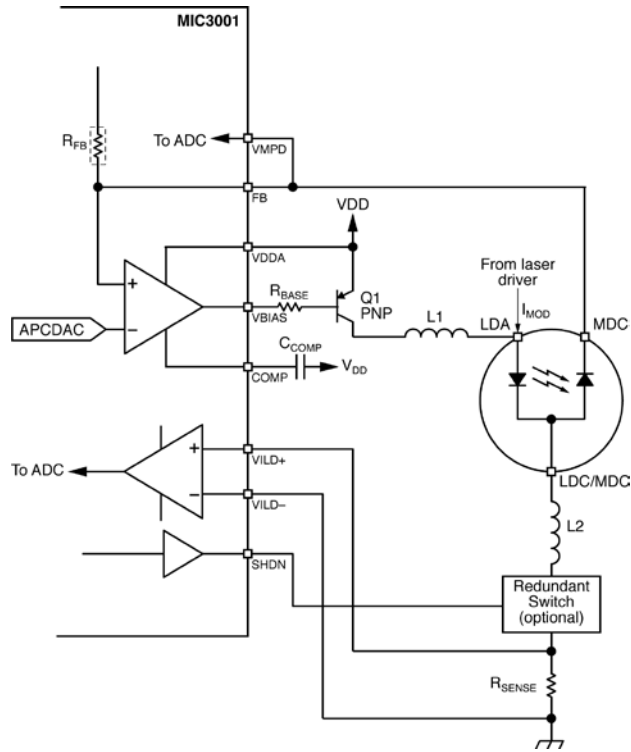 MIC3001
RFB
To ADC
VMPD
FB
VDD
VDDA
From laser
driver
RBASE
Q1
PNP
L1
LDA
IMOD
MDC
APCDAC
VBIAS
CCOMP
VDD
COMP
To ADC
VILD+
VILD–
LDC/MDC
L2
SHDN
Redundant
Switch
(optional)
RSENSE
+
–
+
–